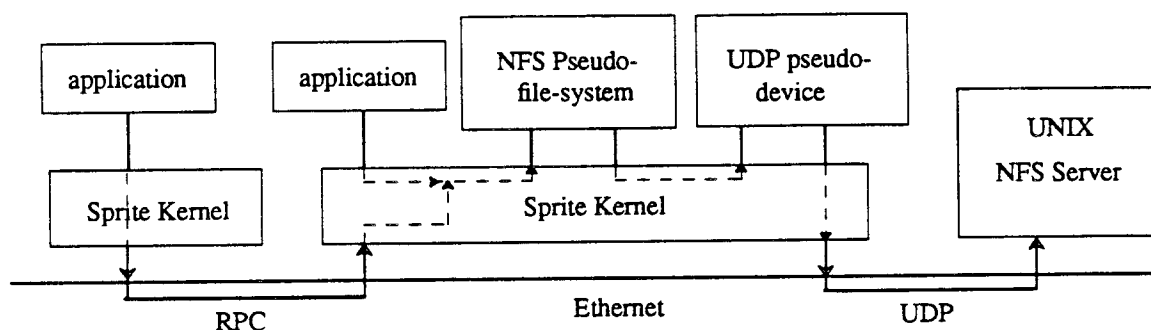 application
application
NFS Pseudo-
file-system
UDP pseudo-
device
UNIX
NFS Server
Sprite Kernel
Sprite Kernel
RPC
Ethernet
UDP